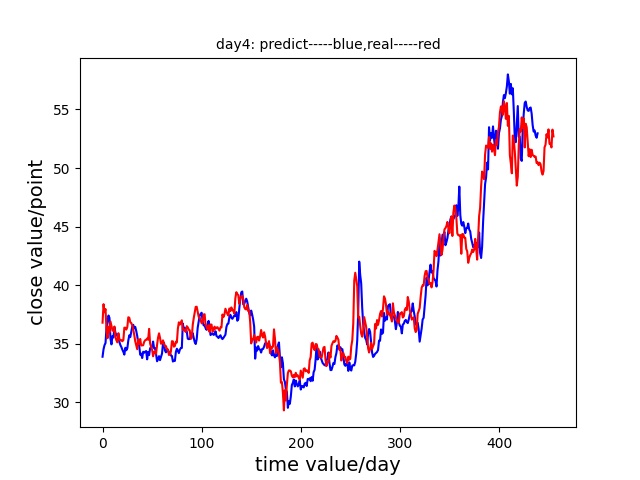 day4: predict-----blue,real-----red
close value/point
55
50
45
40
35
30
0 100 200 300 400
time value/day